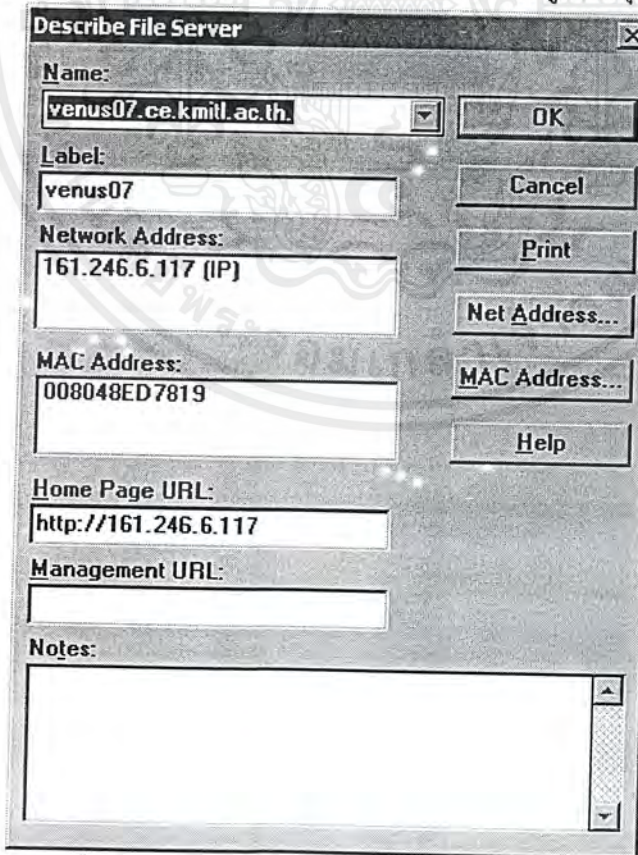 Describe File Server
Name:
venus07.ce.kmitl.ac.th.
OK
Label:
venus07
Cancel
Network Address:
161.246.6.117 (IP)
Print
Net Address...
MAC Address:
008048ED7819
MAC Address...
Help
Home Page URL:
http://161.246.6.117
Management URL:
Notes: